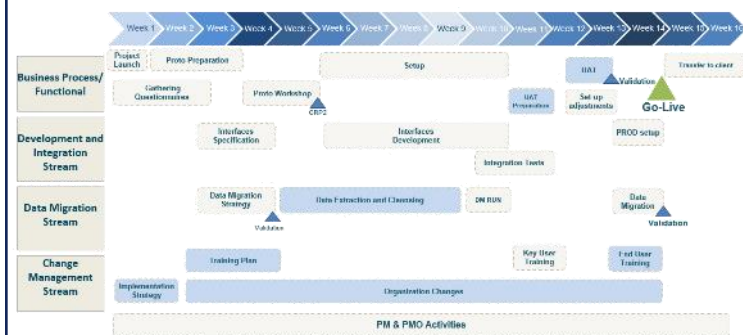 Week 1 Week 2 Week 3 Week 4 Week 5 Week 6 Week 7 Week 8 Week 9 Week 10 Week 11 Week 12 Week 13 Week 14 Week 15 Week 16
Business Process/
Functional
Project
Launch
Proto Preparation
Setup
UAT
Validation
Transfer to client
Gathering
Questionnaires
Proto Workshop
CRP2
UAT
Preparation
Set-up
adjustments
Go-Live
Development and
Integration
Stream
Interfaces
Specification
Interfaces
Development
PROD setup
Integration Tests
Data Migration
Stream
Data Migration
Strategy
Validation
Data Extraction and Cleansing
DM RUN
Data
Migration
Validation
Change
Management
Stream
Training Plan
Key User
Training
End User
Training
Implementation
Strategy
Organization Changes
PM & PMO Activities